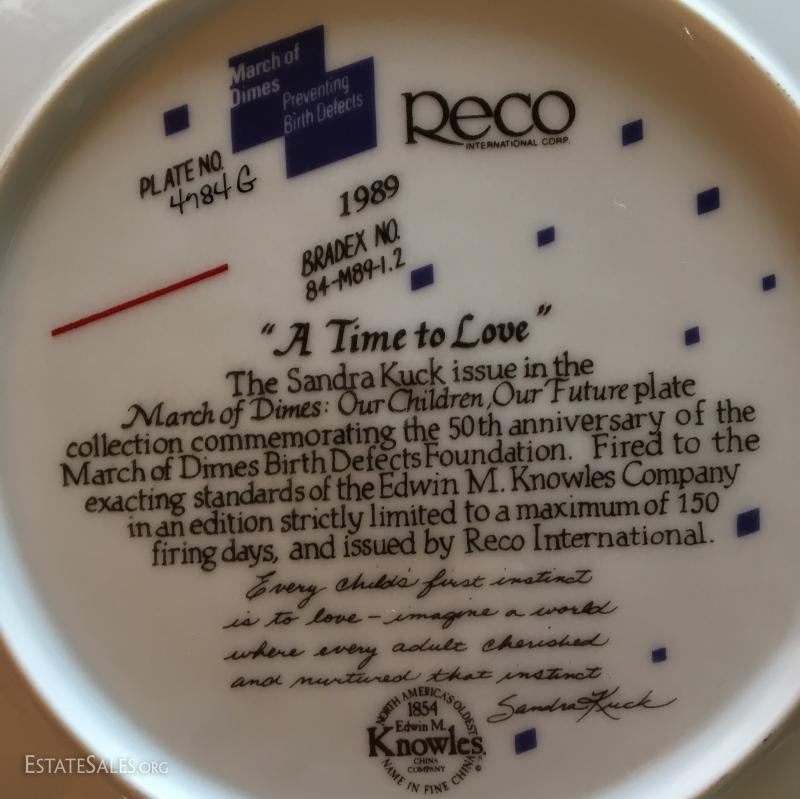 March of
Dimes
Preventing
Birth Defects
Reco
INTERNATIONAL CORP.
PLATE NO.
4784 G
1989
BRADEX NO.
84-M89-1.2
"A Time to Love"
The Sandra Kuck issue in the
March of Dimes: Our Children, Our Future plate
collection commemorating the 50th anniversary of the
March of Dimes Birth Defects Foundation. Fired to the
exacting standards of the Edwin M. Knowles Company
in an edition strictly limited to a maximum of 150
firing days, and issued by Reco International.
Every child's first instinct
is to love – imagine a world
where every adult cherished
and nurtured that instinct.
Sandra Kuck
NORTH AMERICA'S OLDEST
1854
Edwin M.
Knowles
CHINA
COMPANY
NAME IN FINE CHINA
©
ESTATESALES.ORG